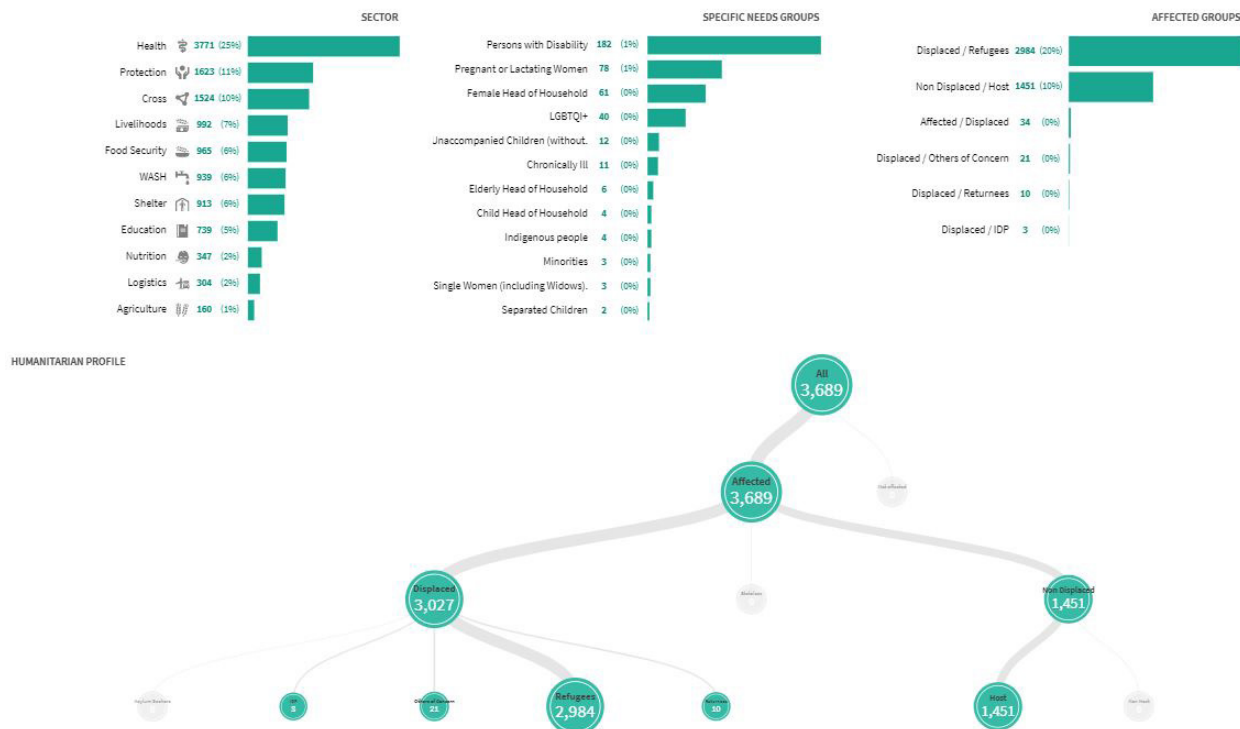 SECTOR
Health 3771 (25%)
Protection 1623 (11%)
Cross 1524 (10%)
Livelihoods 992 (7%)
Food Security 965 (6%)
WASH 939 (6%)
Shelter 913 (6%)
Education 739 (5%)
Nutrition 347 (2%)
Logistics 304 (2%)
Agriculture 160 (1%)
SPECIFIC NEEDS GROUPS
Persons with Disability 182 (1%)
Pregnant or Lactating Women 78 (1%)
Female Head of Household 61 (0%)
LGBTQI+ 40 (0%)
Unaccompanied Children (without. 12 (0%)
Chronically Ill 11 (0%)
Elderly Head of Household 6 (0%)
Child Head of Household 4 (0%)
Indigenous people 4 (0%)
Minorities 3 (0%)
Single Women (including Widows). 3 (0%)
Separated Children 2 (0%)
AFFECTED GROUPS
Displaced / Refugees 2984 (20%)
Non Displaced / Host 1451 (10%)
Affected / Displaced 34 (0%)
Displaced / Others of Concern 21 (0%)
Displaced / Returnees 10 (0%)
Displaced / IDP 3 (0%)
HUMANITARIAN PROFILE
All
3,689
Affected
3,689
Not affected
Displaced
3,027
Non Displaced
1,451
Asylum Seekers
IDP
Others of Concern
21
Refugees
2,984
Returnees
10
Host
1,451
Non Host